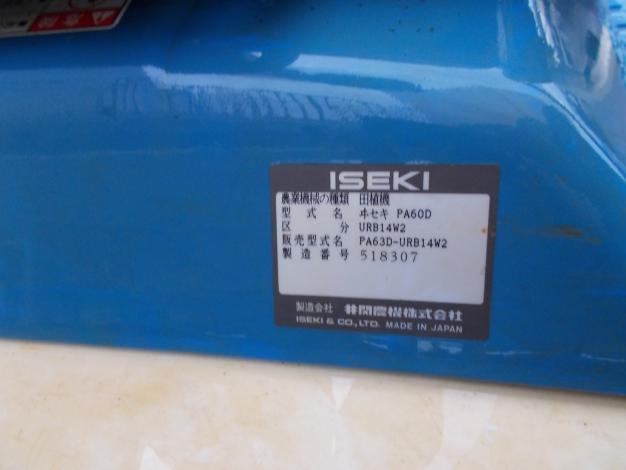 危険
ISEKI
農業機械の種類 田植機
型式名 ヰセキ PA60D
区分 URB14W2
販売型式名 PA63D-URB14W2
製造番号 518307
製造会社 井関農機株式会社
ISEKI & CO., LTD. MADE IN JAPAN